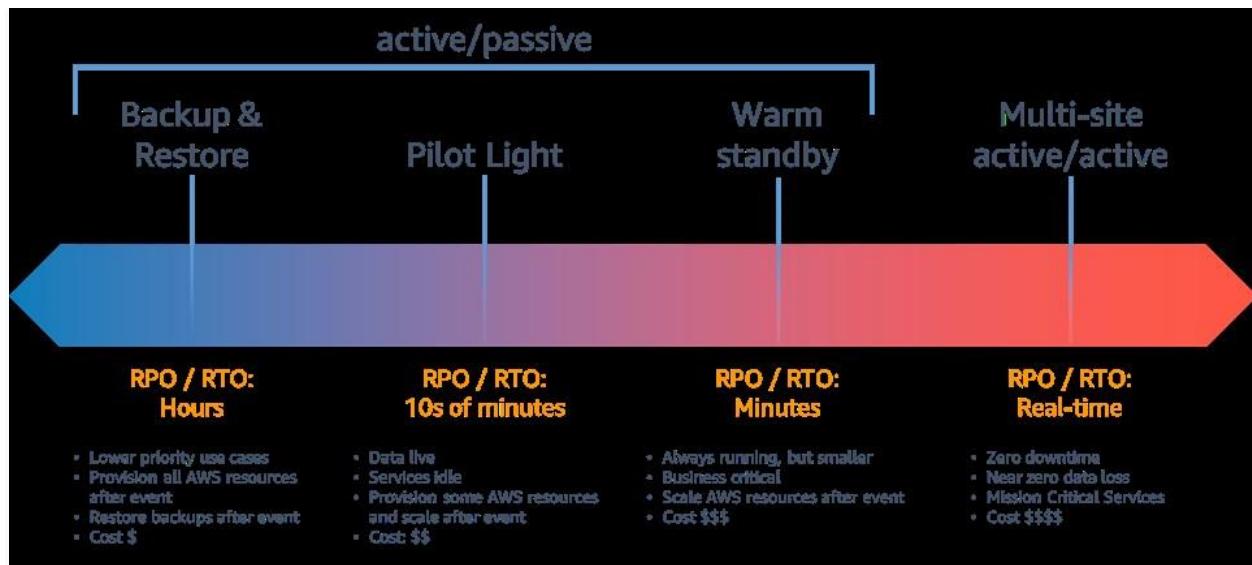 active/passive
Backup &
Restore
Pilot Light
Warm
standby
Multi-site
active/active
RPO / RTO:
Hours
RPO / RTO:
10s of minutes
RPO / RTO:
Minutes
RPO / RTO:
Real-time
• Lower priority use cases
• Provision all AWS resources
after event
• Restore backups after event
• Cost $
• Data live
• Services idle
• Provision some AWS resources
and scale after event
• Cost: $$
• Always running, but smaller
• Business critical
• Scale AWS resources after event
• Cost $$$
• Zero downtime
• Near zero data loss
• Mission Critical Services
• Cost $$$$